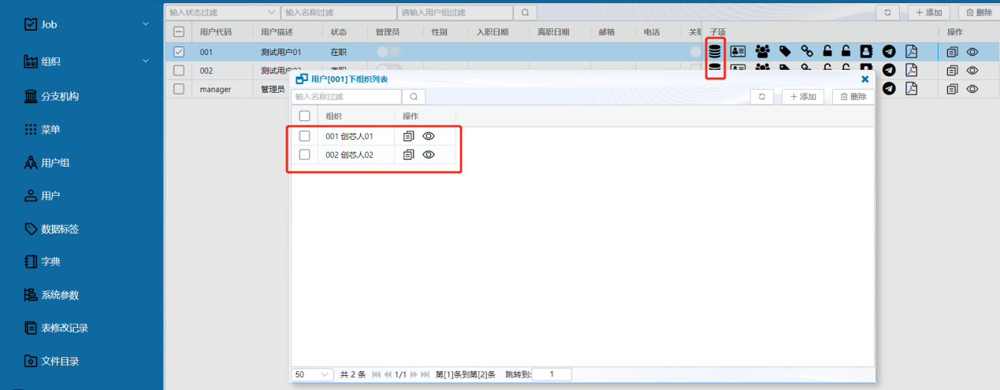 Job
组织
分支机构
菜单
用户组
用户
数据标签
字典
系统参数
表修改记录
文件目录
输入状态过滤 输入名称过滤 请输入用户组过滤 添加 删除
用户代码 用户描述 状态 管理员 性别 入职日期 离职日期 邮箱 电话 关联 子项 操作
001 测试用户01 在职 否
002 测试用户02 离职
manager 管理员
用户[001]下组织列表
输入名称过滤 添加 删除
组织 操作
001 创芯人01
002 创芯人02
50 共 2 条 1/1 第[1]条到第[2]条 跳转到: 1